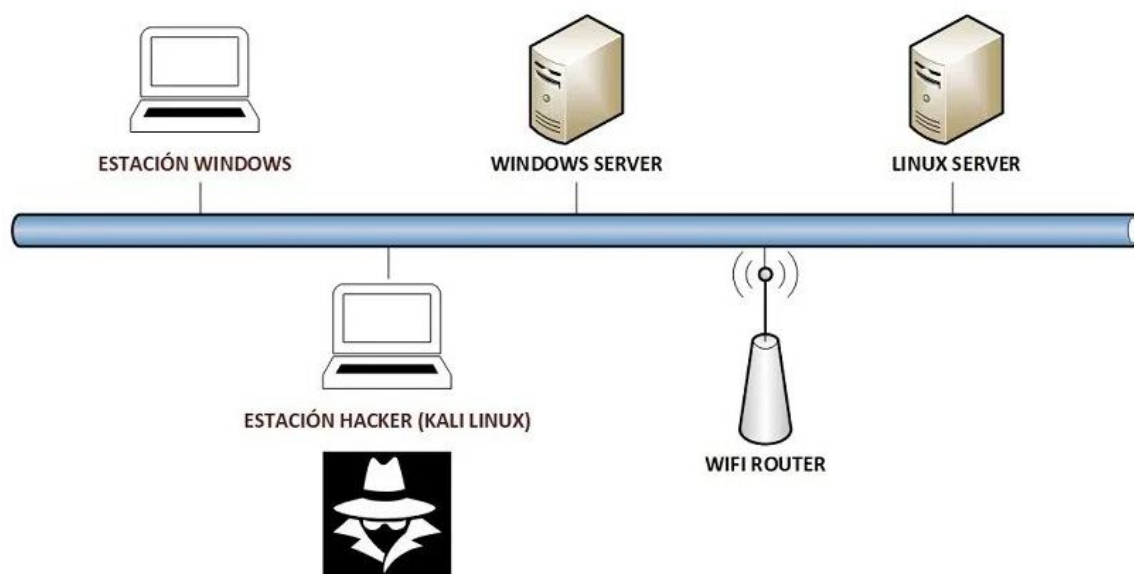 ESTACIÓN WINDOWS
WINDOWS SERVER
LINUX SERVER
ESTACIÓN HACKER (KALI LINUX)
WIFI ROUTER